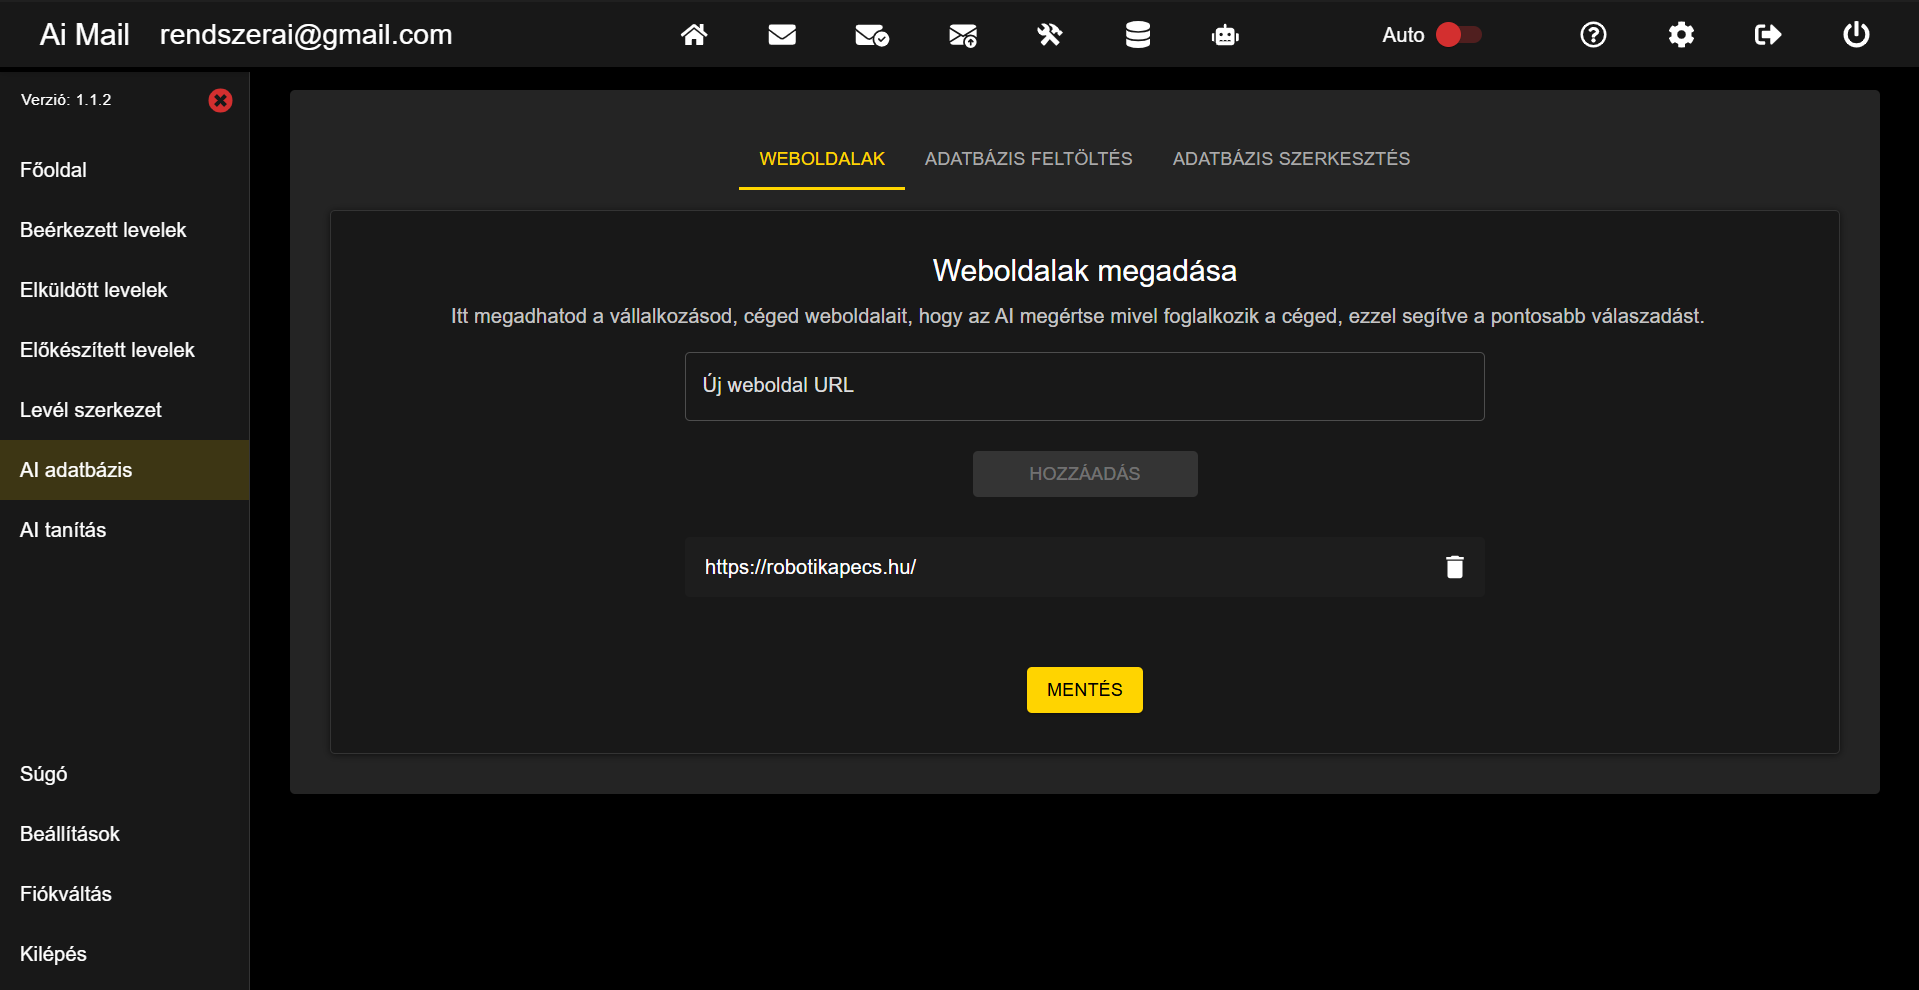 Ai Mail rendszerai@gmail.com Auto
Verzió: 1.1.2
Főoldal
Beérkezett levelek
Elküldött levelek
Előkészített levelek
Levél szerkezet
AI adatbázis
AI tanítás
Súgó
Beállítások
Fiókváltás
Kilépés
WEBOLDALAK ADATBÁZIS FELTÖLTÉS ADATBÁZIS SZERKESZTÉS
Weboldalak megadása
Itt megadhatod a vállalkozásod, céged weboldalait, hogy az AI megértse mivel foglalkozik a céged, ezzel segítve a pontosabb válaszadást.
Új weboldal URL
HOZZÁADÁS
https://robotikapecs.hu/
MENTÉS